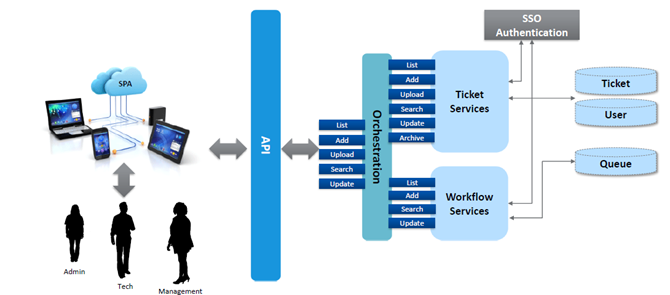 SPA
Admin
Tech
Management
API
List
Add
Upload
Search
Update
Orchestration
List
Add
Upload
Search
Update
Archive
Ticket
Services
List
Add
Search
Update
Workflow
Services
SSO
Authentication
Ticket
User
Queue